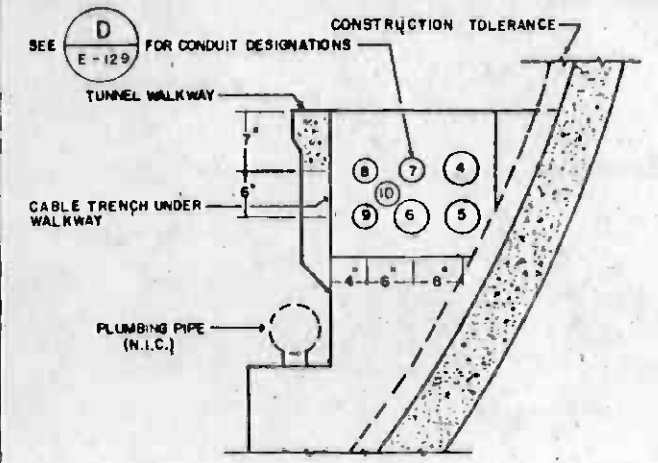 CONSTRUCTION TOLERANCE
SEE D E-129 FOR CONDUIT DESIGNATIONS
TUNNEL WALKWAY
7"
8 7 4
10
6"
CABLE TRENCH UNDER
WALKWAY
9 6 5
4" 6" 8"
PLUMBING PIPE
(N.I.C.)